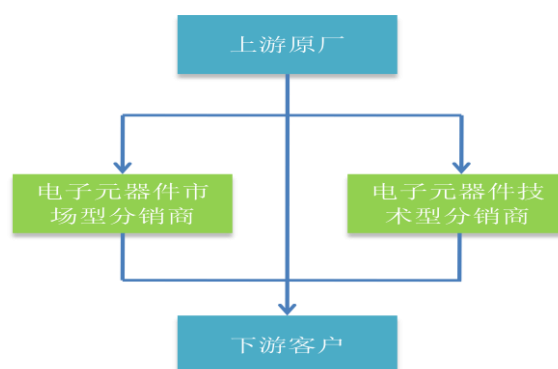 上游原厂
电子元器件市
场型分销商
电子元器件技
术型分销商
下游客户